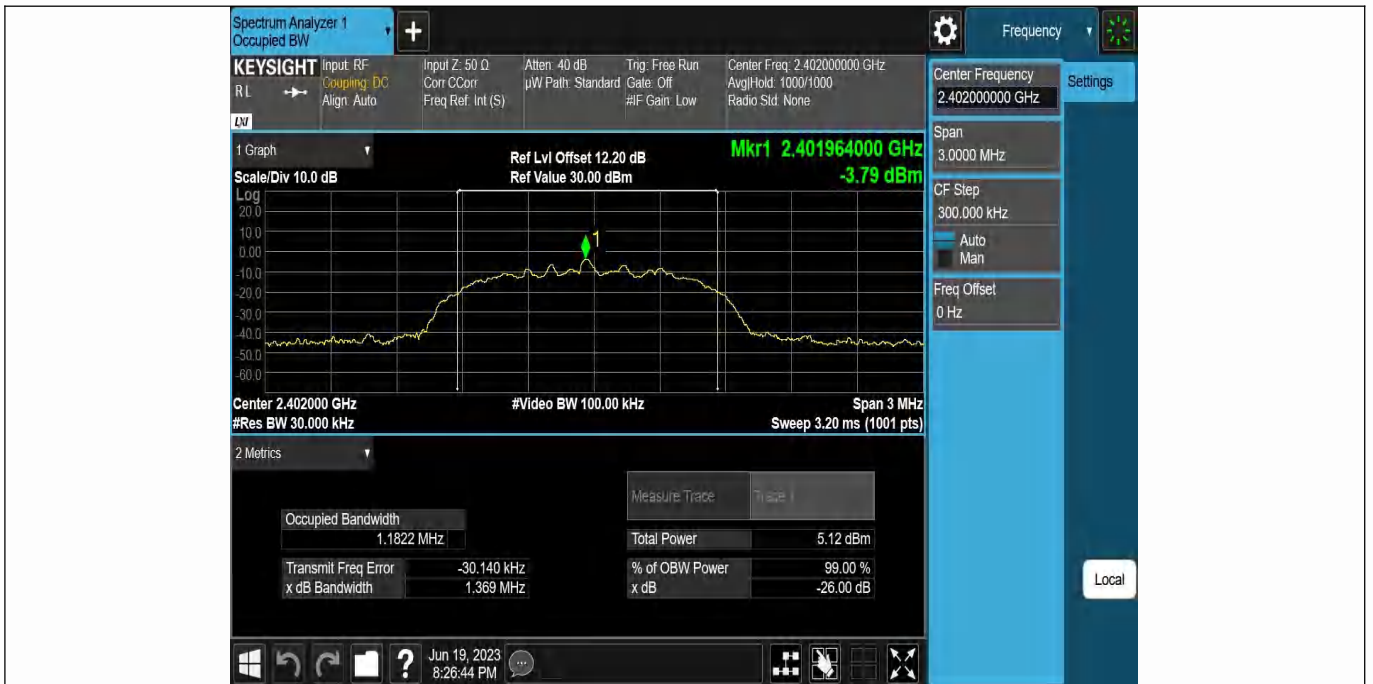 Spectrum Analyzer 1
Occupied BW
+
Frequency
KEYSIGHT
R L
LXI
Input: RF
Coupling: DC
Align: Auto
Input Z: 50 Ω
Corr CCorr
Freq Ref: Int (S)
Atten: 40 dB
µW Path: Standard
Trig: Free Run
Gate: Off
#IF Gain: Low
Center Freq: 2.402000000 GHz
Avg|Hold: 1000/1000
Radio Std: None
Center Frequency
2.402000000 GHz
Settings
Span
3.0000 MHz
CF Step
300.000 kHz
Auto
Man
Freq Offset
0 Hz
Local
1 Graph
Scale/Div 10.0 dB
Ref Lvl Offset 12.20 dB
Ref Value 30.00 dBm
Mkr1 2.401964000 GHz
-3.79 dBm
Log
20.0
10.0
0.00
-10.0
-20.0
-30.0
-40.0
-50.0
-60.0
1
Center 2.402000 GHz
#Video BW 100.00 kHz
Span 3 MHz
#Res BW 30.000 kHz
Sweep 3.20 ms (1001 pts)
2 Metrics
Measure Trace
Trace 1
Occupied Bandwidth
1.1822 MHz
Total Power
5.12 dBm
Transmit Freq Error
-30.140 kHz
% of OBW Power
99.00 %
x dB Bandwidth
1.369 MHz
x dB
-26.00 dB
?
Jun 19, 2023
8:26:44 PM